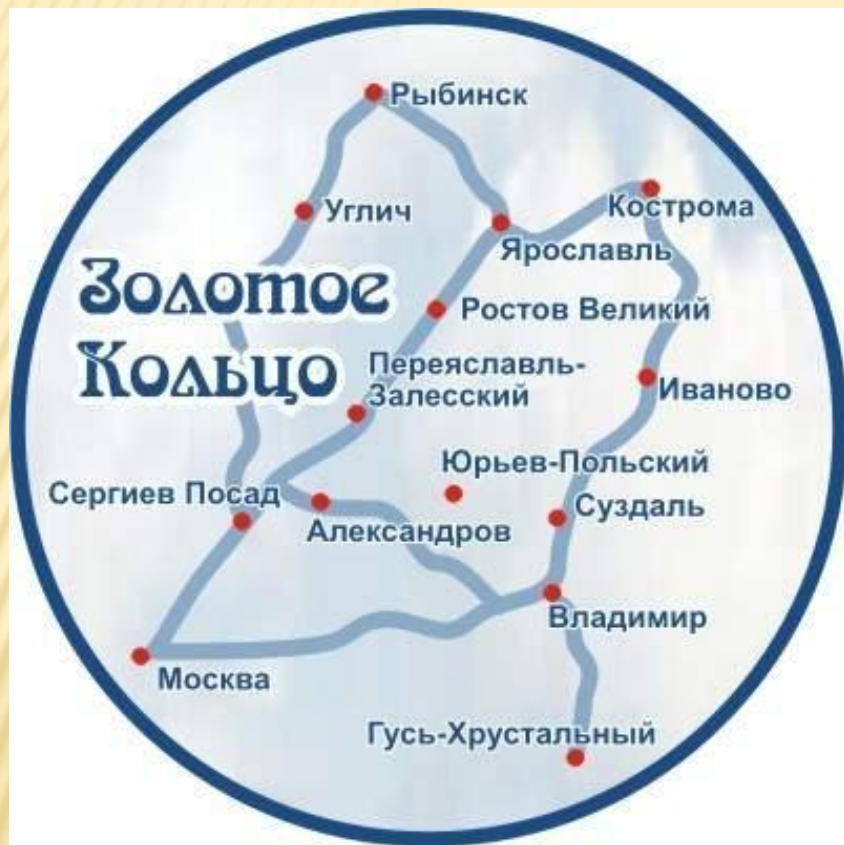 Рыбинск
Углич
Кострома
Ярославль
Золотое
Кольцо
Ростов Великий
Переяславль-
Залесский
Иваново
Юрьев-Польский
Сергиев Посад
Суздаль
Александров
Владимир
Москва
Гусь-Хрустальный